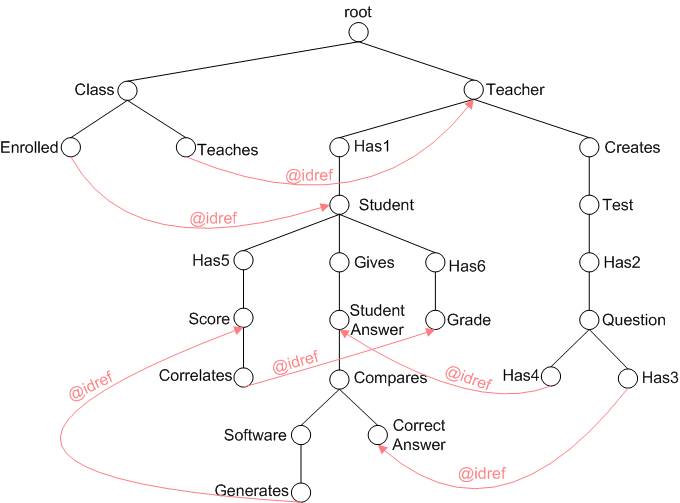 root
Class
Teacher
Enrolled
Teaches
Has1
Creates
@idref
@idref
Student
Test
Has5
Gives
Has6
Has2
Score
Student
Answer
Grade
Question
@idref
@idref
@idref
Correlates
Compares
Has4
Has3
Software
Correct
Answer
@idref
Generates